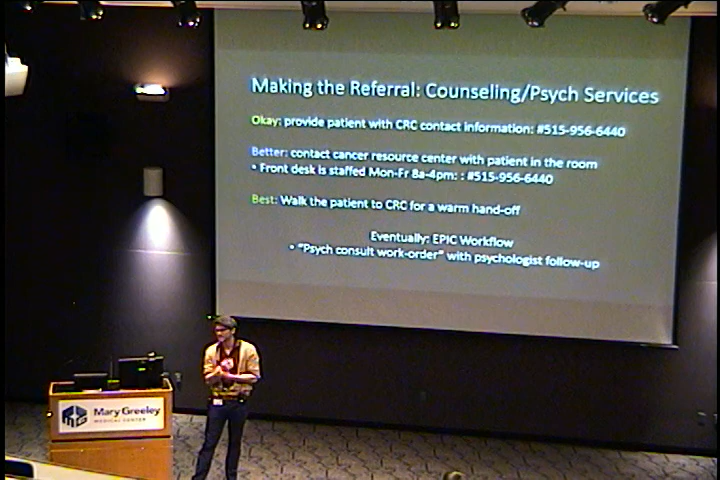 Making the Referral: Counseling/Psych Services
Okay: provide patient with CRC contact information: #515-956-6440
Better: contact cancer resource center with patient in the room
• Front desk is staffed Mon-Fr 8a-4pm: : #515-956-6440
Best: Walk the patient to CRC for a warm hand-off
Eventually: EPIC Workflow
• "Psych consult work-order" with psychologist follow-up
Mary Greeley
MEDICAL CENTER